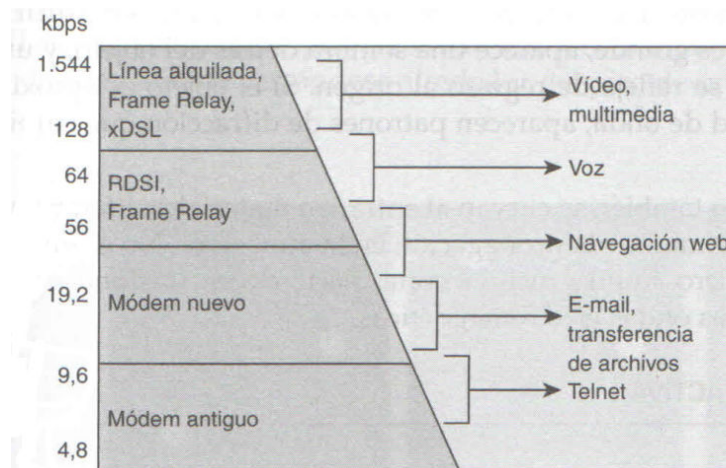 kbps
1.544
128
64
56
19,2
9,6
4,8
Línea alquilada,
Frame Relay,
xDSL
RDSI,
Frame Relay
Módem nuevo
Módem antiguo
Vídeo,
multimedia
Voz
Navegación web
E-mail,
transferencia
de archivos
Telnet